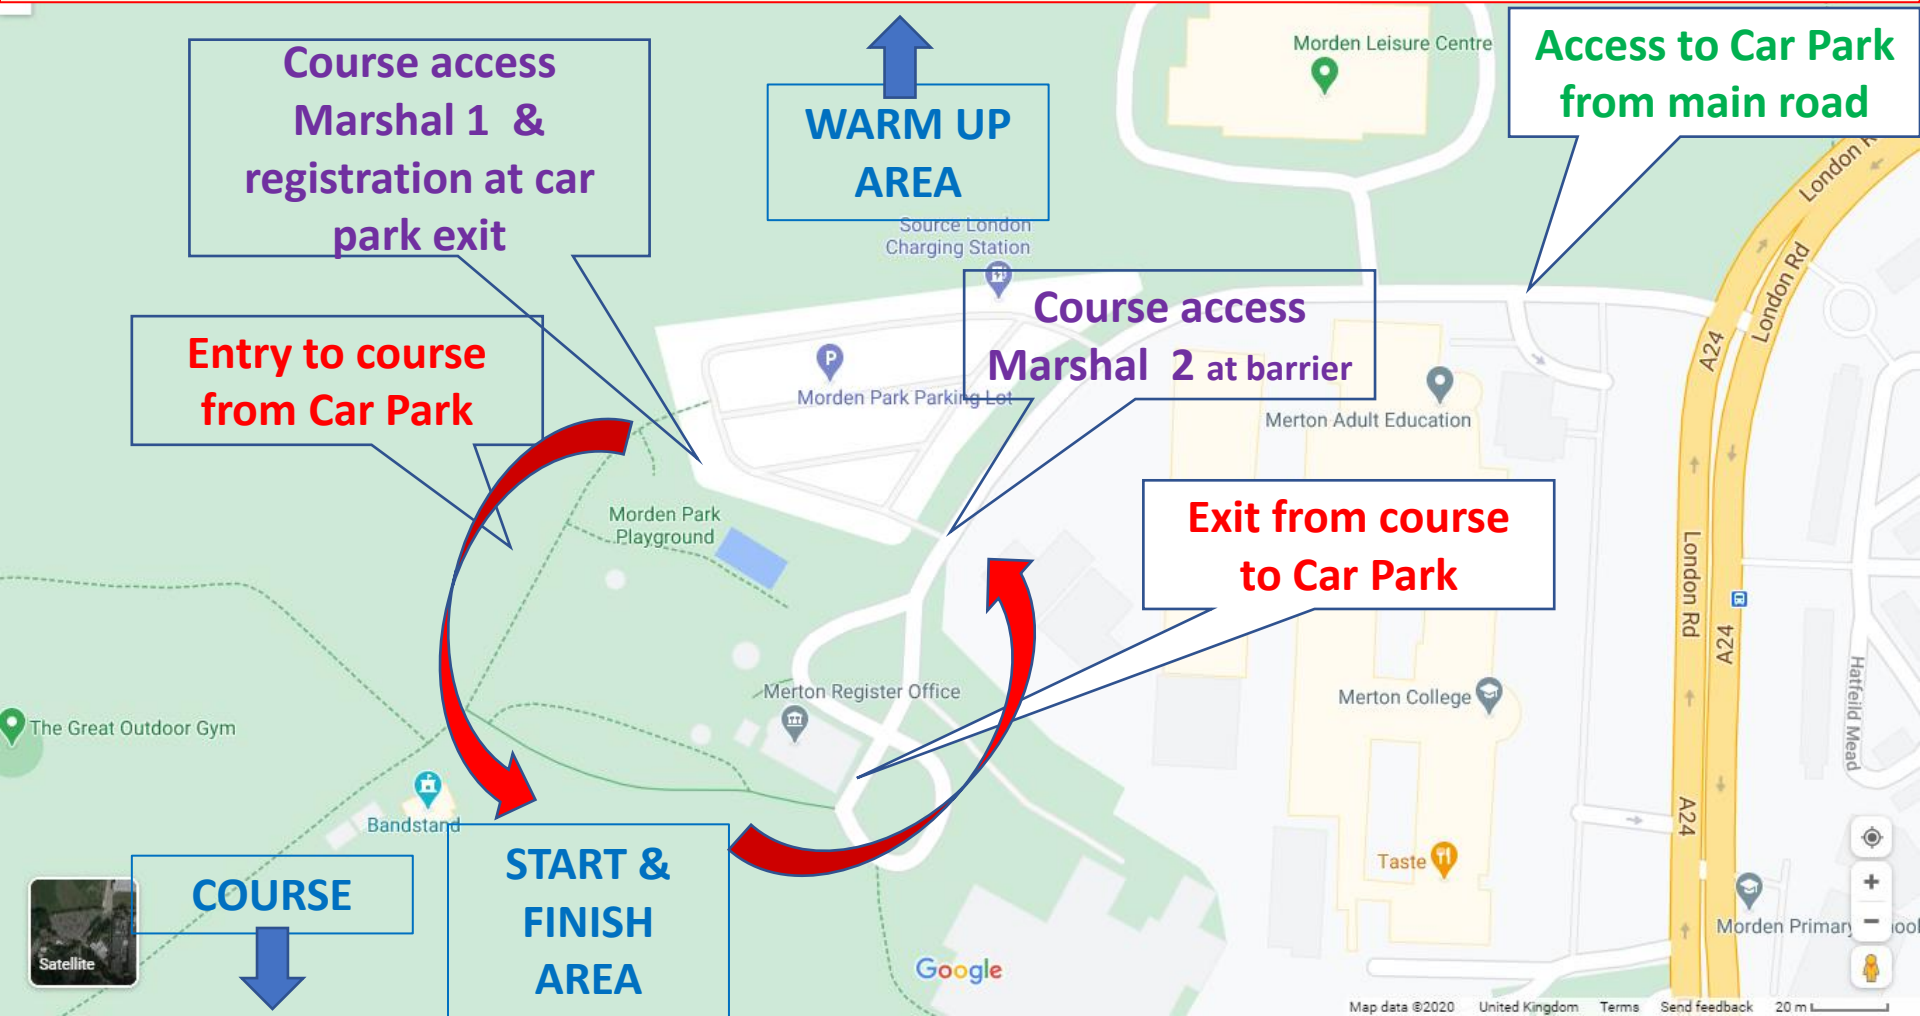 Course access
Marshal 1 &
registration at car
park exit
WARM UP
AREA
Morden Leisure Centre
Access to Car Park
from main road
London
London Rd
Source London
Charging Station
Entry to course
from Car Park
P
Morden Park Parking Lot
Course access
Marshal 2 at barrier
Merton Adult Education
A24
Morden Park
Playground
Exit from course
to Car Park
London Rd
A24
Hatfeild Mead
Merton Register Office
Merton College
The Great Outdoor Gym
Bandstand
A24
COURSE
START &
FINISH
AREA
Taste
Morden Primary
Satellite
Google
Map data ©2020 United Kingdom Terms Send feedback 20 m